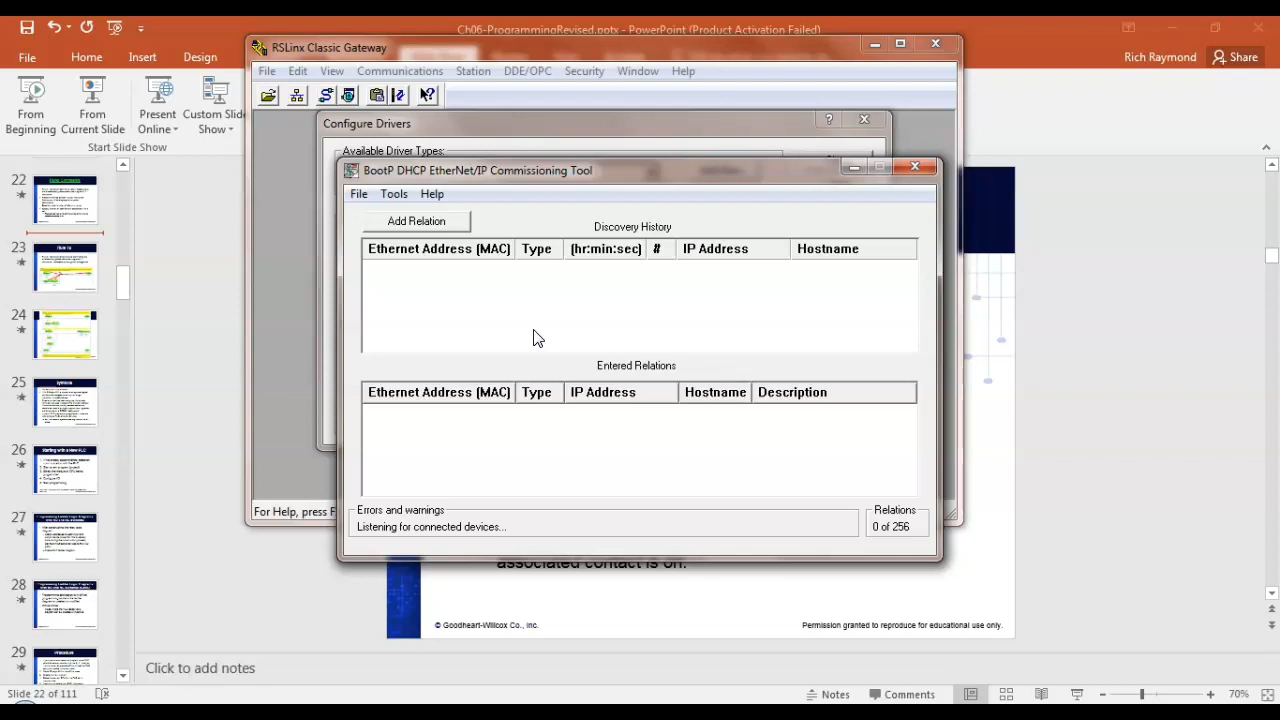 Ch06-ProgrammingRevised.pptx - PowerPoint (Product Activation Failed)
File Home Insert Design
Rich Raymond Share
From Beginning
From Current Slide
Present Online
Custom Slide Show
Start Slide Show
RSLinx Classic Gateway
File Edit View Communications Station DDE/OPC Security Window Help
Configure Drivers
Available Driver Types:
BootP DHCP EtherNet/IP Commissioning Tool
File Tools Help
Add Relation
Discovery History
Ethernet Address (MAC) Type (hr:min:sec) # IP Address Hostname
Entered Relations
Ethernet Address (MAC) Type IP Address Hostname Description
Errors and warnings
Listening for connected devices...
Relations
0 of 256
For Help, press F
22
23
24
25
26
Starting with a New PLC
27
28
29
Procedure
associated contact is on.
© Goodheart-Willcox Co., Inc.
Permission granted to reproduce for educational use only.
Click to add notes
Slide 22 of 111
Notes
Comments
70%